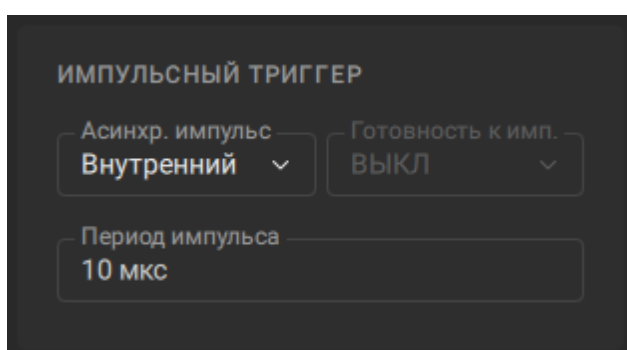 ИМПУЛЬСНЫЙ ТРИГГЕР
Асинхр. импульс Готовность к имп.
Внутренний ВЫКЛ
Период импульса
10 мкс